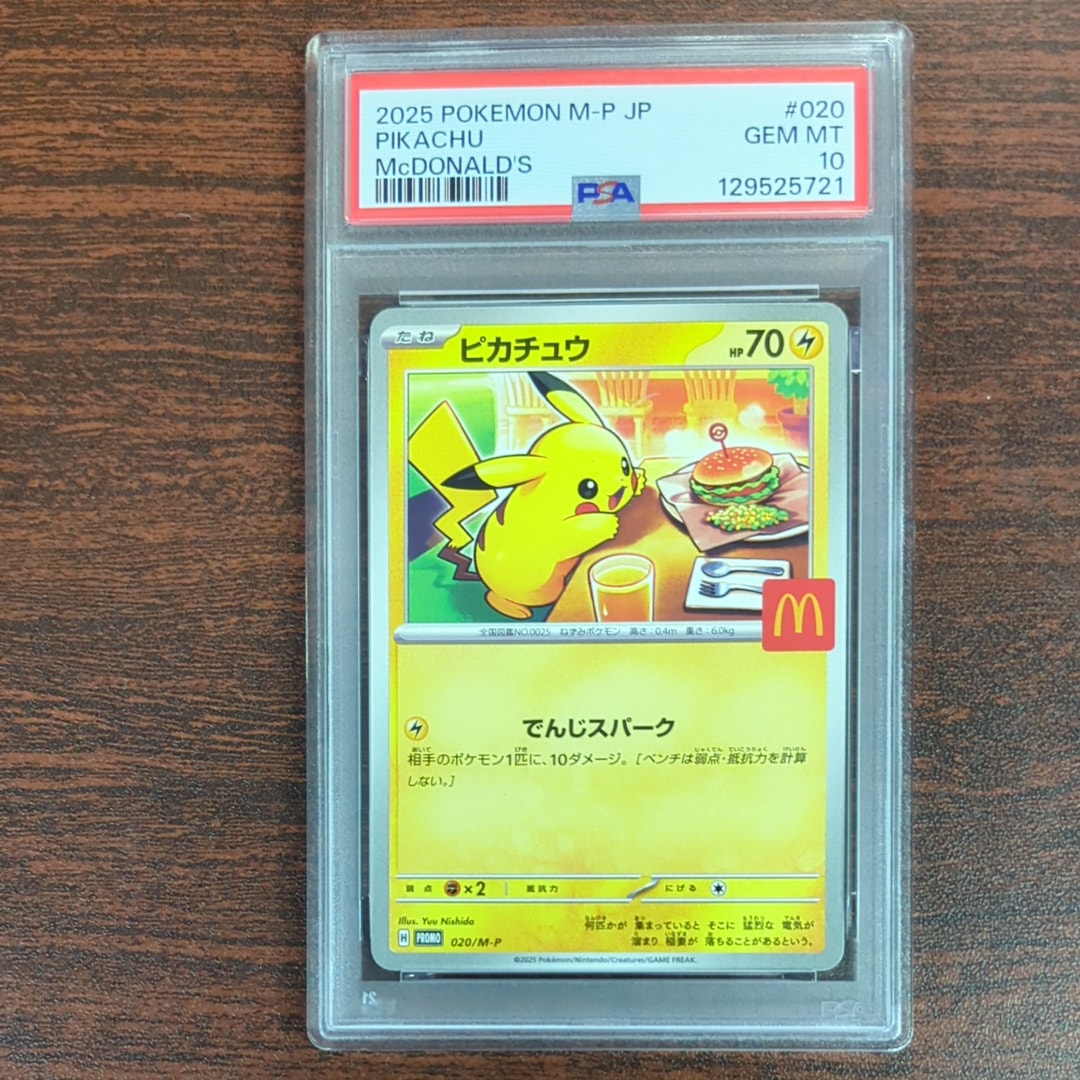 2025 POKEMON M-P JP #020
PIKACHU GEM MT
McDONALD'S 10
PSA 129525721
たね ピカチュウ HP70
全国図鑑NO.0025 ねずみポケモン 高さ:0.4m 重さ:6.0kg
でんじスパーク
相手のポケモン1匹に、10ダメージ。[ベンチは弱点・抵抗力を計算
しない。]
弱点 ×2 抵抗力 にげる
Illus. Yuu Nishida
何匹かが 集まっていると そこに 猛烈な 電気が
溜まり 稲妻が 落ちることがあるという。
H PROMO 020/M-P
©2025 Pokémon/Nintendo/Creatures/GAME FREAK.